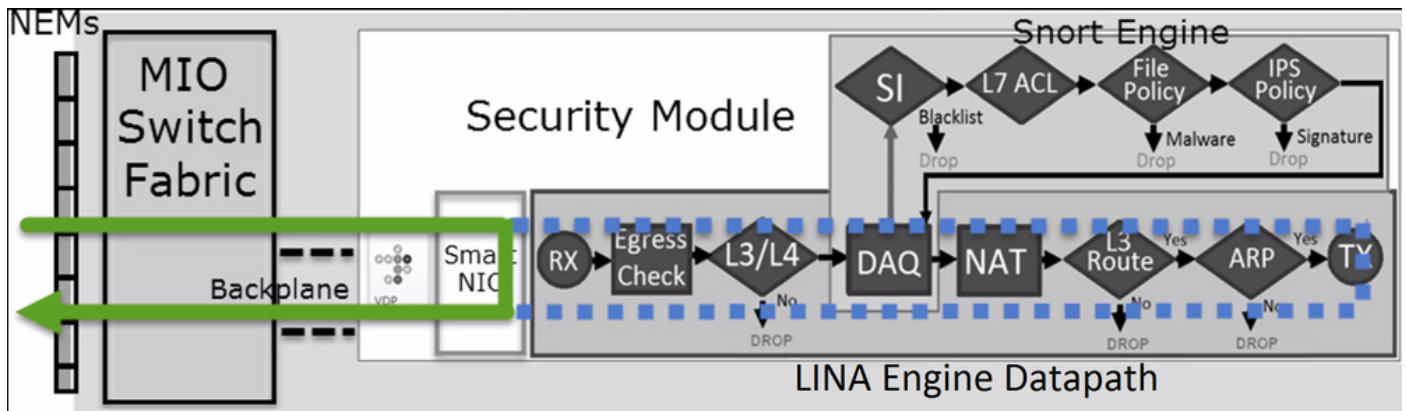 NEMs
MIO
Switch
Fabric
Backplane
Security Module
VDP
Smart
NIC
Snort Engine
SI
L7 ACL
File
Policy
IPS
Policy
Blacklist
Drop
Malware
Drop
Signature
Drop
RX
Egress
Check
L3/L4
No
DROP
DAQ
NAT
L3
Route
Yes
No
DROP
ARP
Yes
No
DROP
TX
LINA Engine Datapath